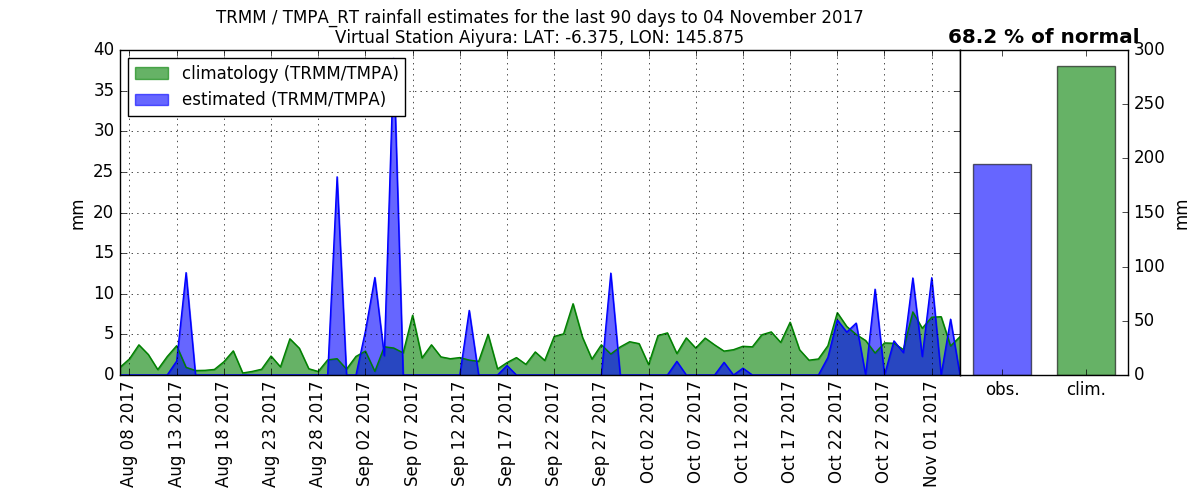 TRMM / TMPA_RT rainfall estimates for the last 90 days to 04 November 2017
Virtual Station Aiyura: LAT: -6.375, LON: 145.875
68.2 % of normal
climatology (TRMM/TMPA)
estimated (TRMM/TMPA)
mm
40
35
30
25
20
15
10
5
0
Aug 08 2017
Aug 13 2017
Aug 18 2017
Aug 23 2017
Aug 28 2017
Sep 02 2017
Sep 07 2017
Sep 12 2017
Sep 17 2017
Sep 22 2017
Sep 27 2017
Oct 02 2017
Oct 07 2017
Oct 12 2017
Oct 17 2017
Oct 22 2017
Oct 27 2017
Nov 01 2017
300
250
200
150
100
50
0
mm
obs.
clim.